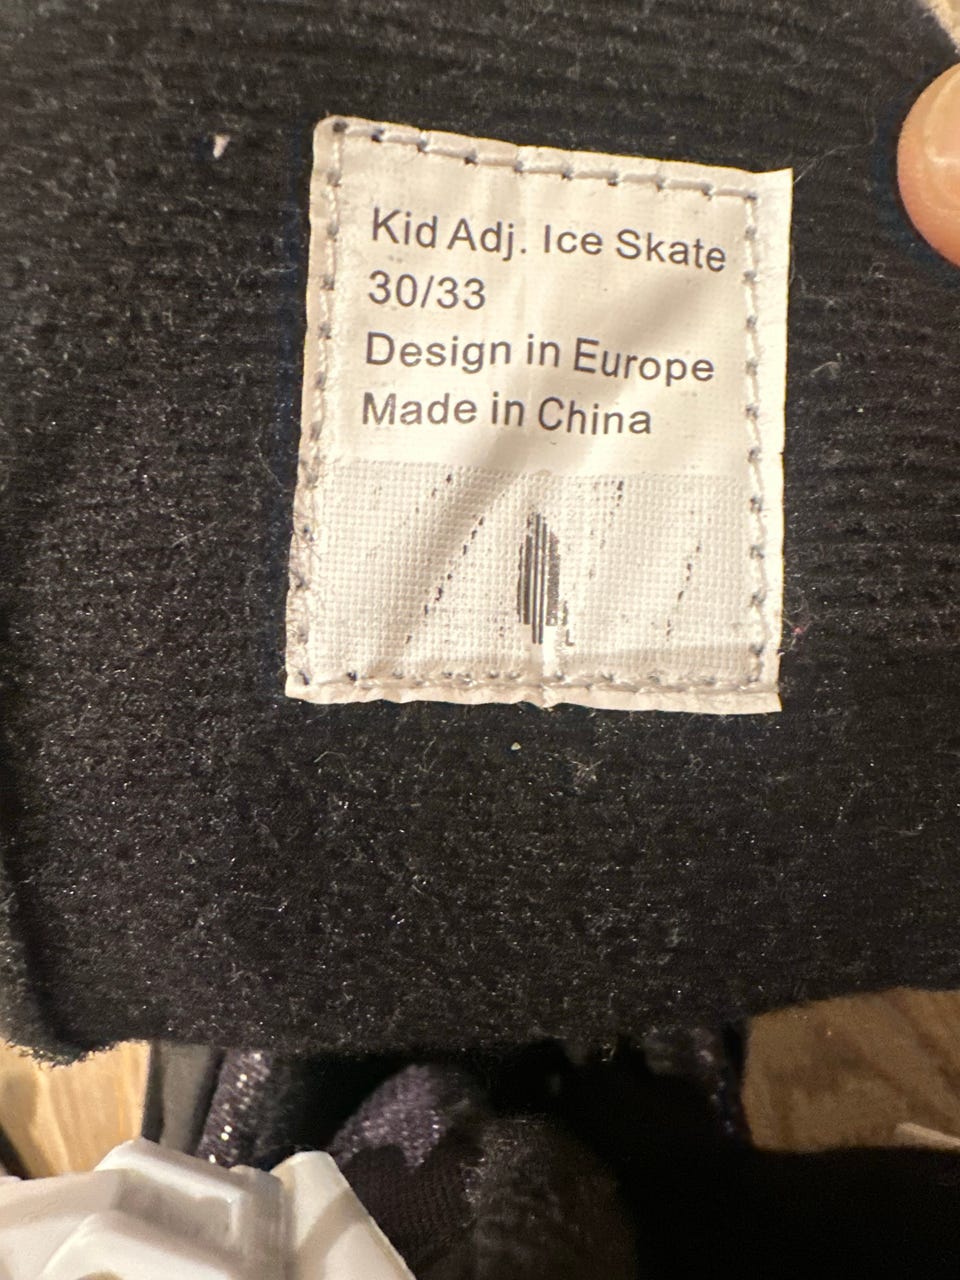 Kid Adj. Ice Skate
30/33
Design in Europe
Made in China